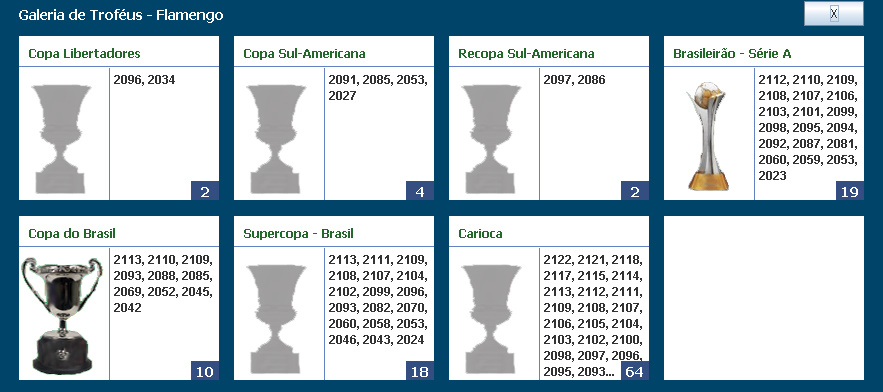 Galeria de Troféus - Flamengo
X
Copa Libertadores
2096, 2034
2
Copa Sul-Americana
2091, 2085, 2053,
2027
4
Recopa Sul-Americana
2097, 2086
2
Brasileirão - Série A
2112, 2110, 2109,
2108, 2107, 2106,
2103, 2101, 2099,
2098, 2095, 2094,
2092, 2087, 2081,
2060, 2059, 2053,
2023
19
Copa do Brasil
2113, 2110, 2109,
2093, 2088, 2085,
2069, 2052, 2045,
2042
10
Supercopa - Brasil
2113, 2111, 2109,
2108, 2107, 2104,
2102, 2099, 2096,
2093, 2082, 2070,
2060, 2058, 2053,
2046, 2043, 2024
18
Carioca
2122, 2121, 2118,
2117, 2115, 2114,
2113, 2112, 2111,
2109, 2108, 2107,
2106, 2105, 2104,
2103, 2102, 2100,
2098, 2097, 2096,
2095, 2093...
64